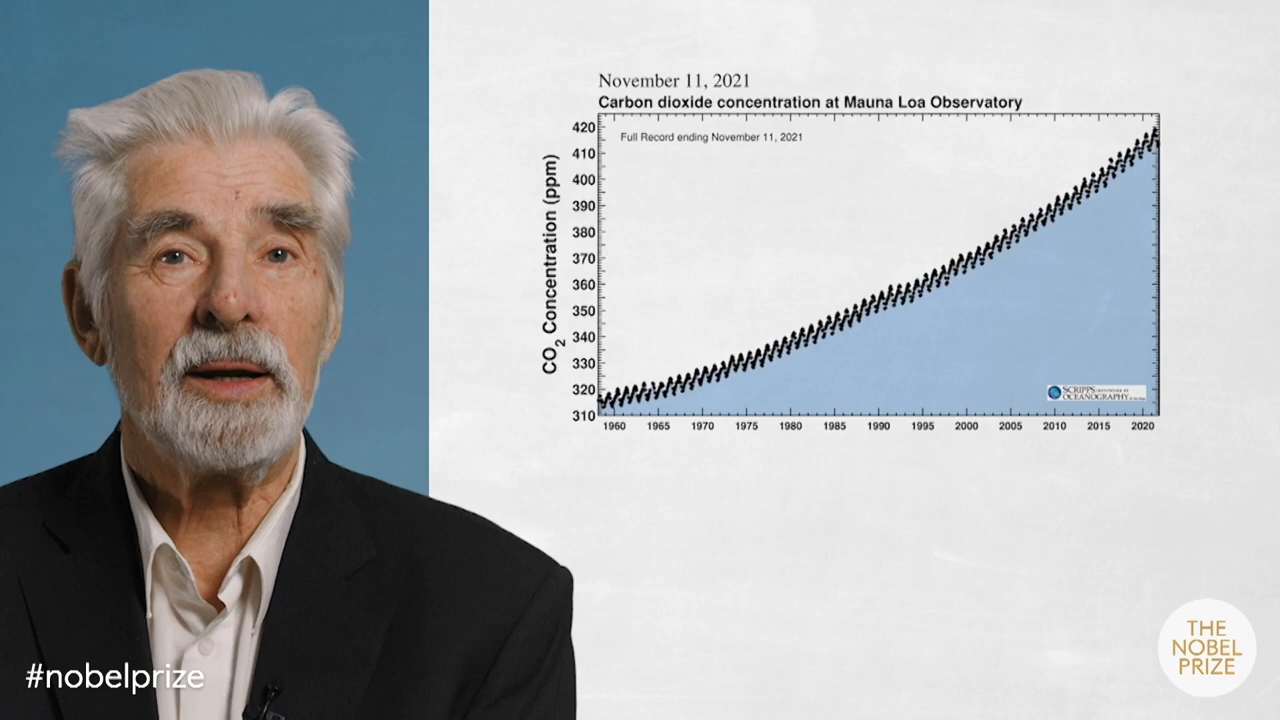 November 11, 2021
Carbon dioxide concentration at Mauna Loa Observatory
Full Record ending November 11, 2021
CO2 Concentration (ppm)
420
410
400
390
380
370
360
350
340
330
320
310
1960 1965 1970 1975 1980 1985 1990 1995 2000 2005 2010 2015 2020
SCRIPPS INSTITUTION OF
OCEANOGRAPHY
#nobelprize
THE
NOBEL
PRIZE